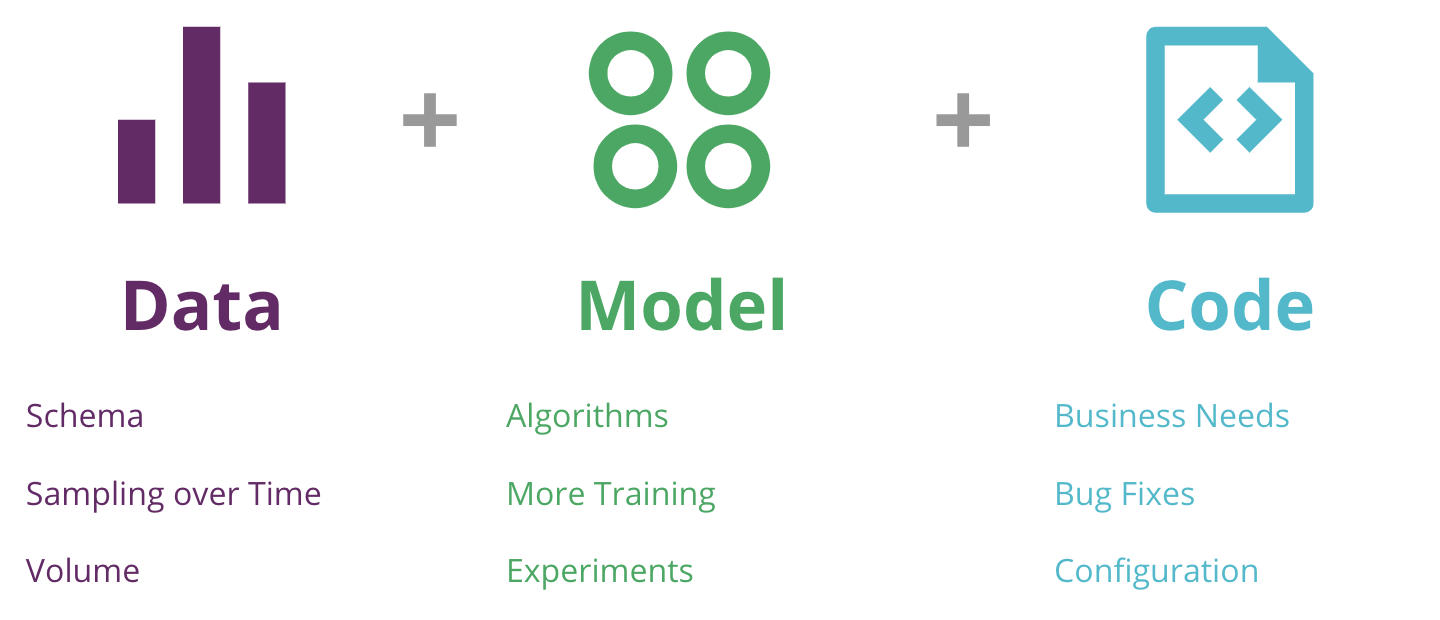 Data
Model
Code
Schema
Sampling over Time
Volume
Algorithms
More Training
Experiments
Business Needs
Bug Fixes
Configuration